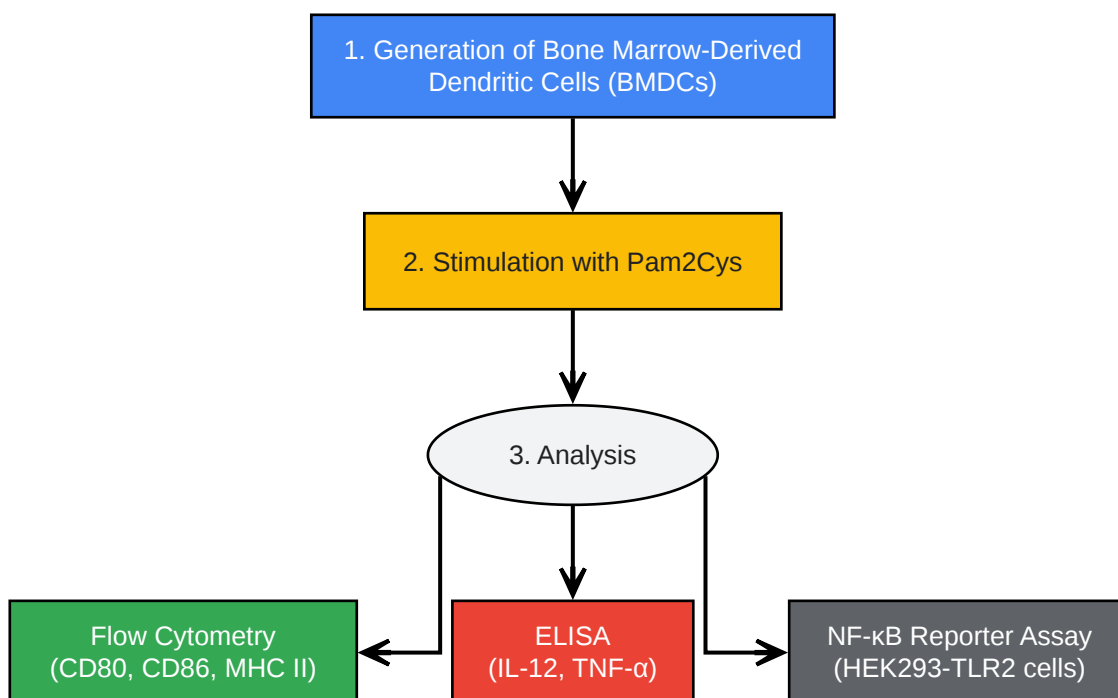 1. Generation of Bone Marrow-Derived
Dendritic Cells (BMDCs)
2. Stimulation with Pam2Cys
3. Analysis
Flow Cytometry
(CD80, CD86, MHC II)
ELISA
(IL-12, TNF-α)
NF-κB Reporter Assay
(HEK293-TLR2 cells)